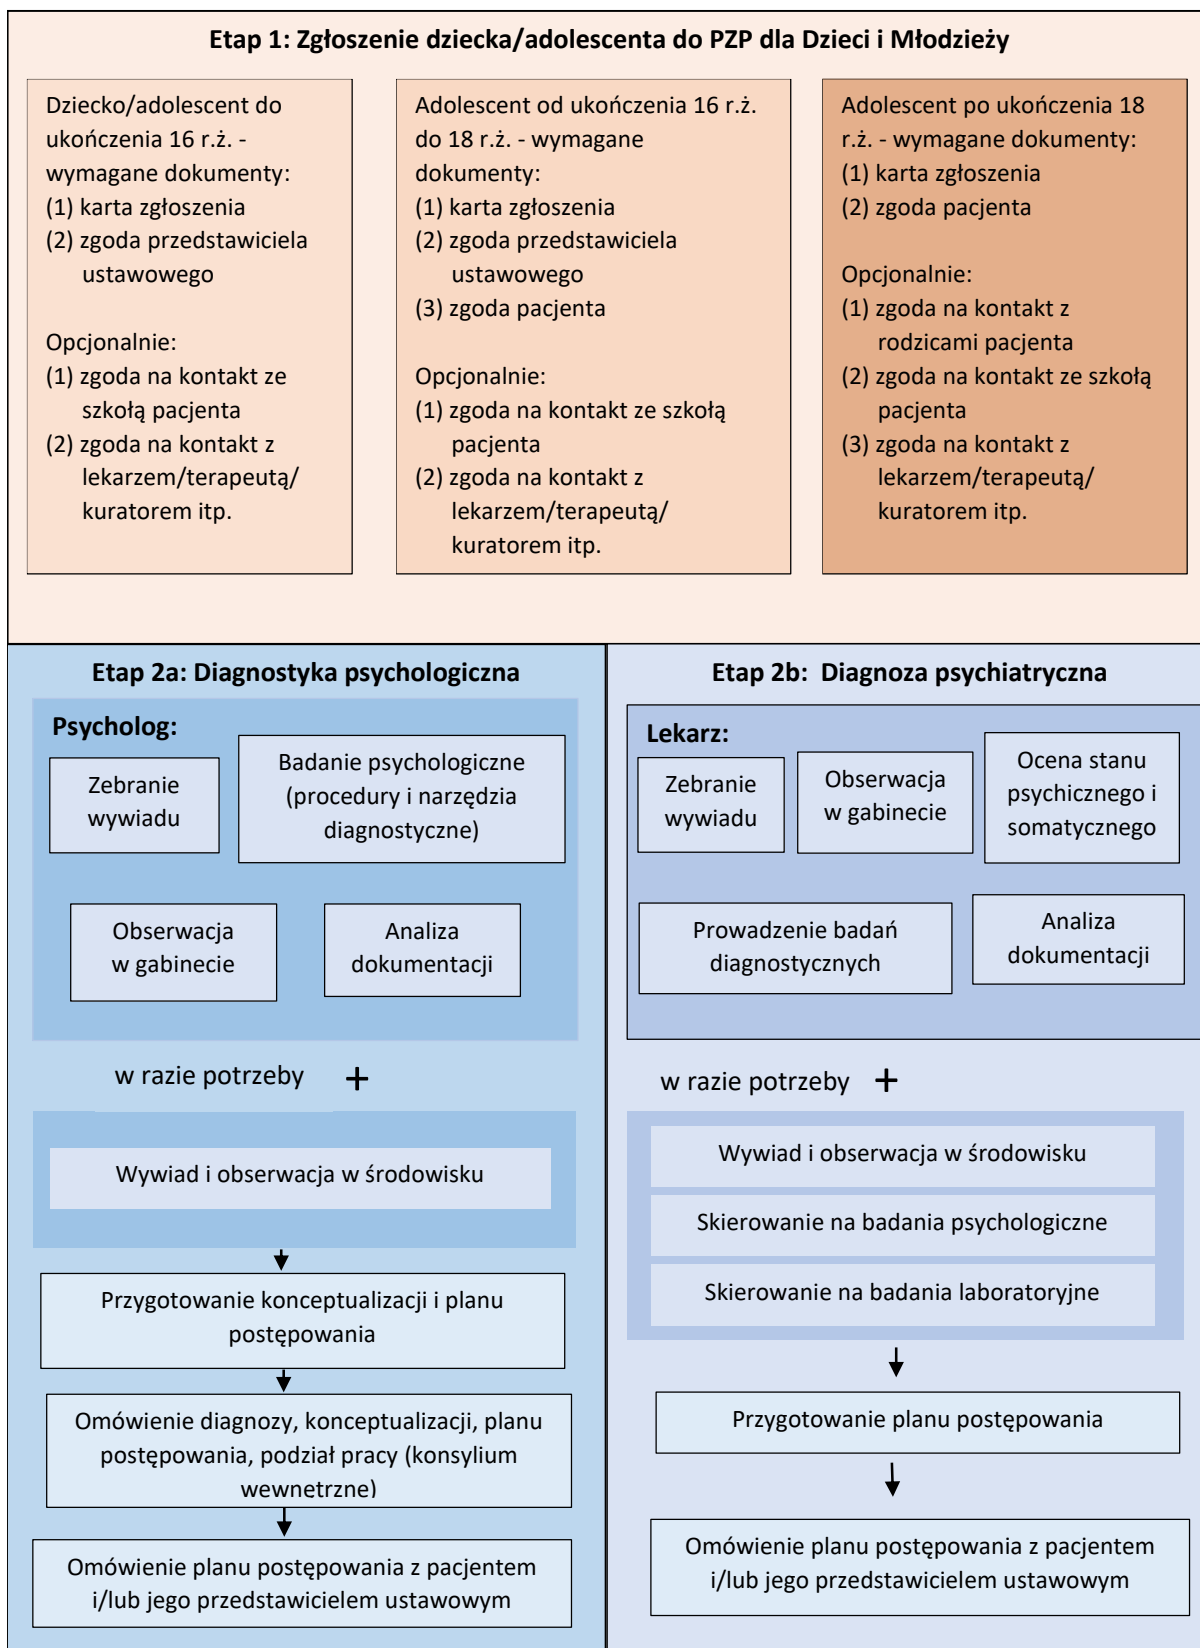 Etap 1: Zgłoszenie dziecka/adolescenta do PZP dla Dzieci i Młodzieży
Dziecko/adolescent do
ukończenia 16 r.ż. -
wymagane dokumenty:
(1) karta zgłoszenia
(2) zgoda przedstawiciela
ustawowego
Opcjonalnie:
(1) zgoda na kontakt ze
szkołą pacjenta
(2) zgoda na kontakt z
lekarzem/terapeutą/
kuratorem itp.
Adolescent od ukończenia 16 r.ż.
do 18 r.ż. - wymagane
dokumenty:
(1) karta zgłoszenia
(2) zgoda przedstawiciela
ustawowego
(3) zgoda pacjenta
Opcjonalnie:
(1) zgoda na kontakt ze szkołą
pacjenta
(2) zgoda na kontakt z
lekarzem/terapeutą/
kuratorem itp.
Adolescent po ukończenia 18
r.ż. - wymagane dokumenty:
(1) karta zgłoszenia
(2) zgoda pacjenta
Opcjonalnie:
(1) zgoda na kontakt z
rodzicami pacjenta
(2) zgoda na kontakt ze szkołą
pacjenta
(3) zgoda na kontakt z
lekarzem/terapeutą/
kuratorem itp.
Etap 2a: Diagnostyka psychologiczna
Psycholog:
Zebranie
wywiadu
Badanie psychologiczne
(procedury i narzędzia
diagnostyczne)
Obserwacja
w gabinecie
Analiza
dokumentacji
w razie potrzeby +
Wywiad i obserwacja w środowisku
Przygotowanie konceptualizacji i planu
postępowania
Omówienie diagnozy, konceptualizacji, planu
postępowania, podział pracy (konsylium
wewnętrzne)
Omówienie planu postępowania z pacjentem
i/lub jego przedstawicielem ustawowym
Etap 2b: Diagnoza psychiatryczna
Lekarz:
Zebranie
wywiadu
Obserwacja
w gabinecie
Ocena stanu
psychicznego i
somatycznego
Prowadzenie badań
diagnostycznych
Analiza
dokumentacji
w razie potrzeby +
Wywiad i obserwacja w środowisku
Skierowanie na badania psychologiczne
Skierowanie na badania laboratoryjne
Przygotowanie planu postępowania
Omówienie planu postępowania z pacjentem
i/lub jego przedstawicielem ustawowym